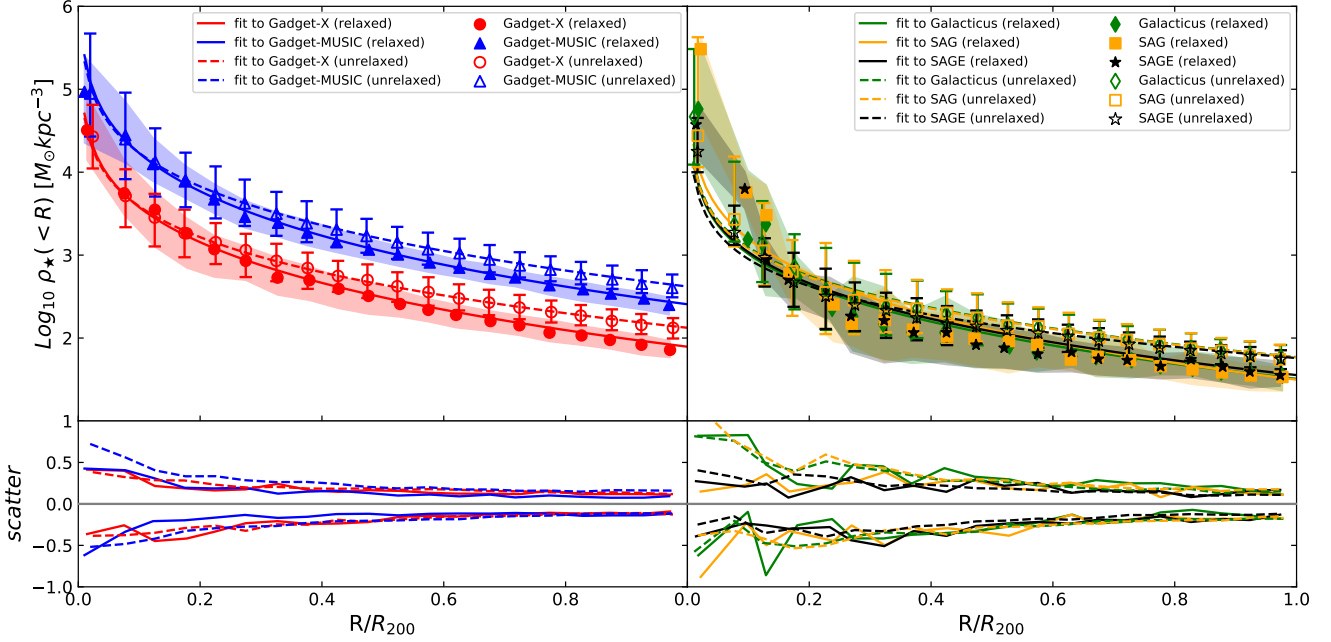 fit to Gadget-X (relaxed)
fit to Gadget-MUSIC (relaxed)
fit to Gadget-X (unrelaxed)
fit to Gadget-MUSIC (unrelaxed)
Gadget-X (relaxed)
Gadget-MUSIC (relaxed)
Gadget-X (unrelaxed)
Gadget-MUSIC (unrelaxed)
fit to Galacticus (relaxed)
fit to SAG (relaxed)
fit to SAGE (relaxed)
fit to Galacticus (unrelaxed)
fit to SAG (unrelaxed)
fit to SAGE (unrelaxed)
Galacticus (relaxed)
SAG (relaxed)
SAGE (relaxed)
Galacticus (unrelaxed)
SAG (unrelaxed)
SAGE (unrelaxed)
Log₁₀ ρ★(< R) [M⊙kpc⁻³]
6
5
4
3
2
1
scatter
0.5
0.0
−0.5
−1.0
0.0 0.2 0.4 0.6 0.8 0.0 0.2 0.4 0.6 0.8 1.0
R/R₂₀₀ R/R₂₀₀